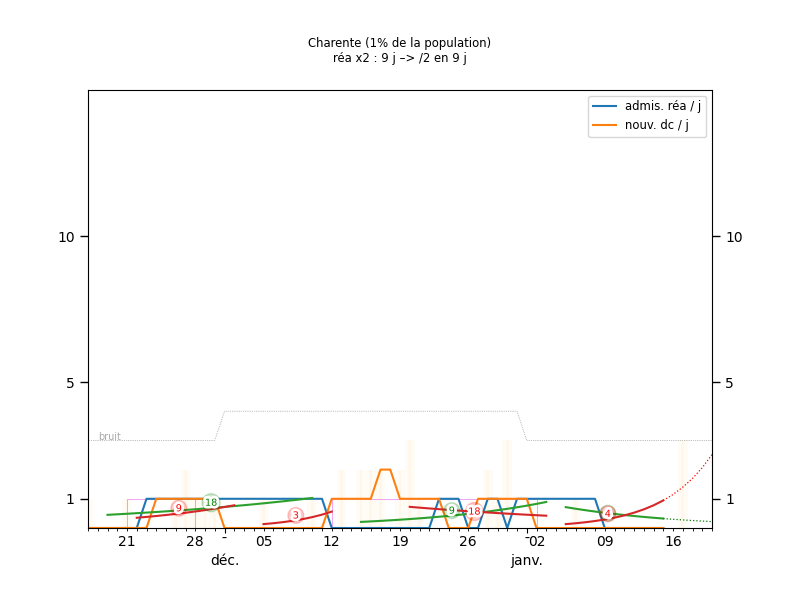 Charente (1% de la population)
réa x2 : 9 j –> /2 en 9 j
admis. réa / j
nouv. dc / j
10 10
5 5
bruit
1 1
9 18 3 9 18 4
21 28 05 12 19 26 02 09 16
déc. janv.